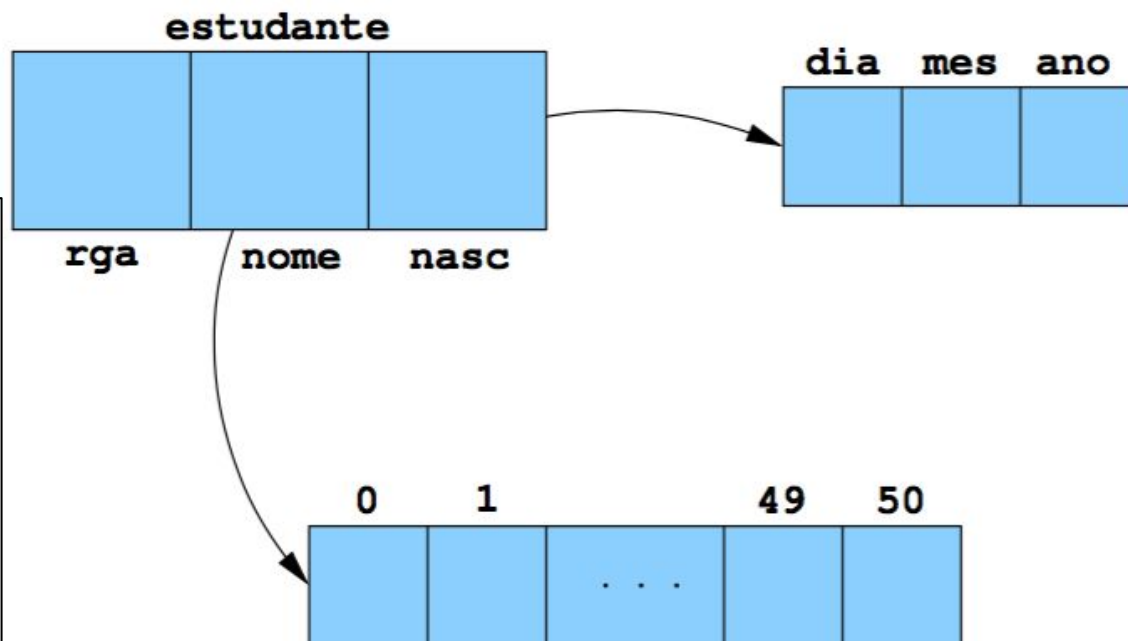 estudante
dia mes ano
rga nome nasc
0 1 49 50
. . .